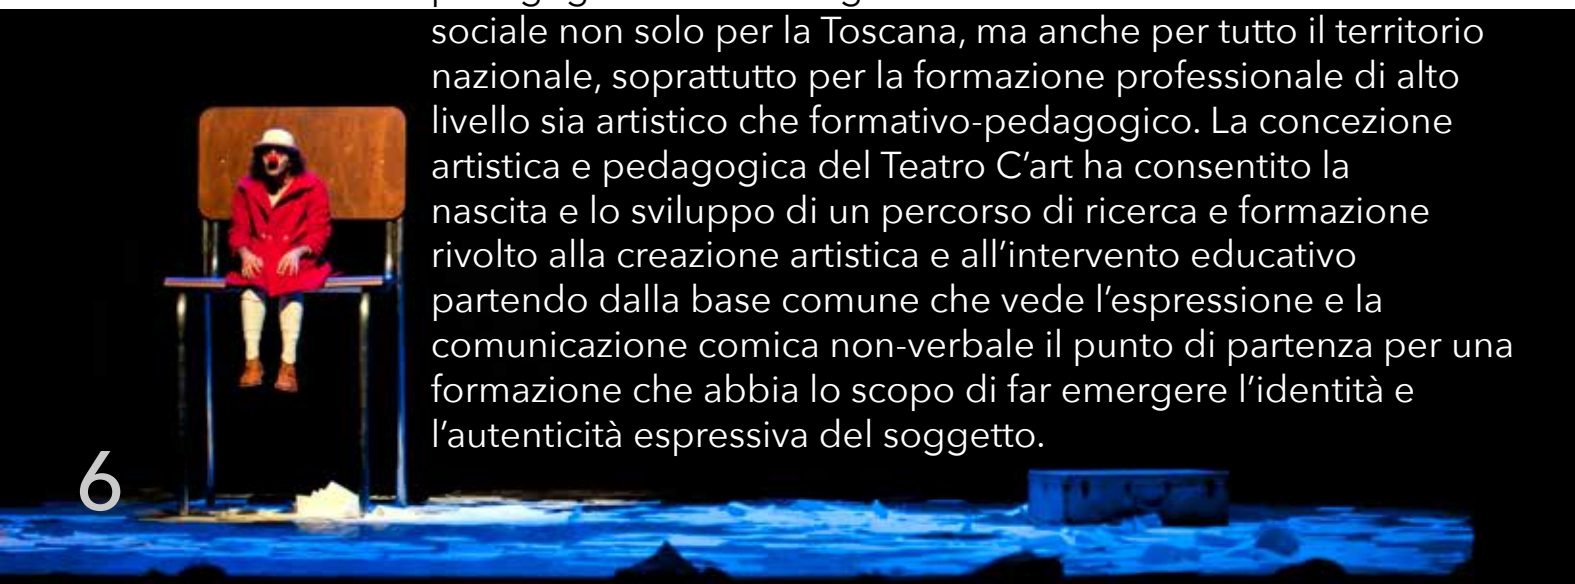 sociale non solo per la Toscana, ma anche per tutto il territorio
nazionale, soprattutto per la formazione professionale di alto
livello sia artistico che formativo-pedagogico. La concezione
artistica e pedagogica del Teatro C’art ha consentito la
nascita e lo sviluppo di un percorso di ricerca e formazione
rivolto alla creazione artistica e all’intervento educativo
partendo dalla base comune che vede l’espressione e la
comunicazione comica non-verbale il punto di partenza per una
formazione che abbia lo scopo di far emergere l’identità e
l’autenticità espressiva del soggetto.
6